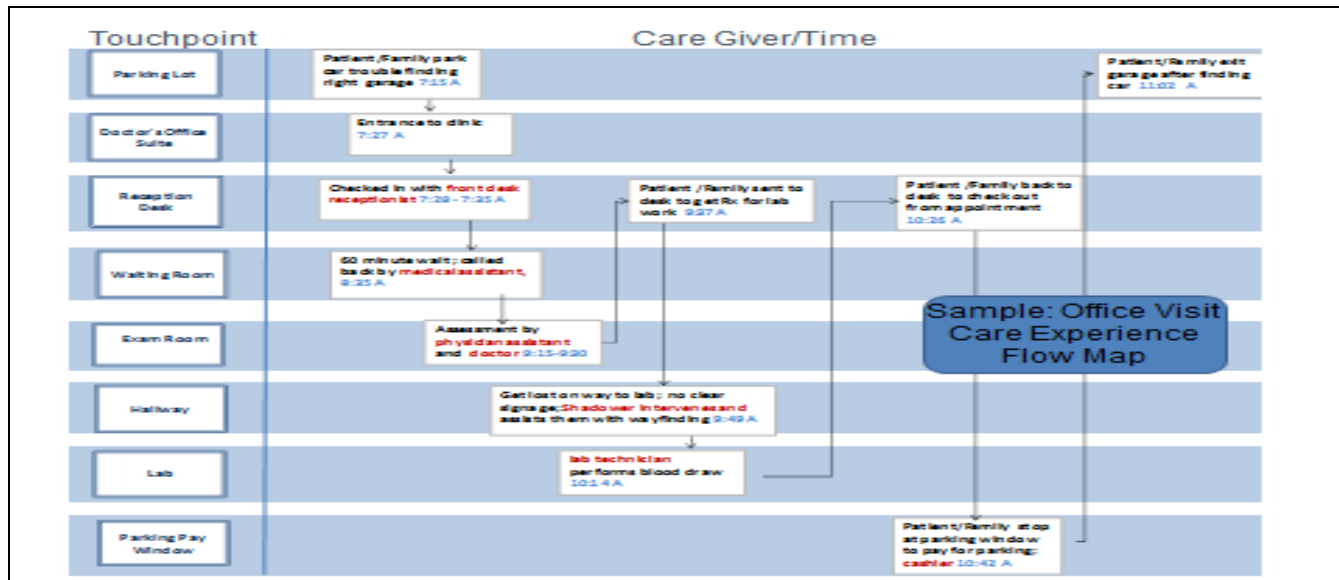 Touchpoint
Care Giver/Time
Parking Lot
Patient /Family park
car trouble finding
right garage 7:15 A
Patient/Family exit
garage after finding
car 11:02 A
Doctor's Office
Suite
Entrance to clinic
7:27 A
Reception
Desk
Checked in with front desk
receptionist 7:28 - 7:35 A
Patient /Family sent to
desk to get Rx for lab
work 9:37 A
Patient /Family back to
desk to check out
from appointment
10:26 A
Waiting Room
60 minute wait; called
back by medical assistant,
8:35 A
Exam Room
Assessment by
physician assistant
and doctor 9:15-9:30
Sample: Office Visit
Care Experience
Flow Map
Hallway
Get lost on way to lab; no clear
signage;Shadower intervenes and
assists them with wayfinding 9:49 A
Lab
lab technician
performs blood draw
10:14 A
Parking Pay
Window
Patient/Family stop
at parking window
to pay for parking;
cashier 10:42 A